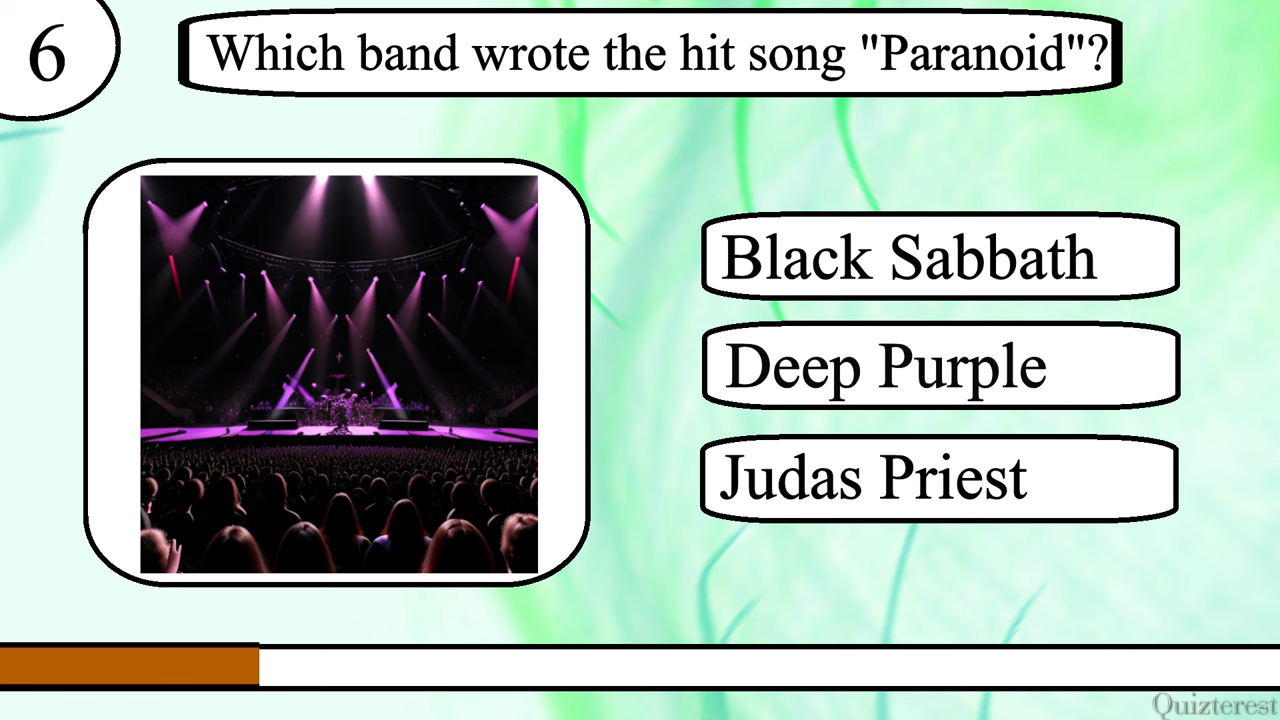 6
Which band wrote the hit song "Paranoid"?
Black Sabbath
Deep Purple
Judas Priest
Quizterest